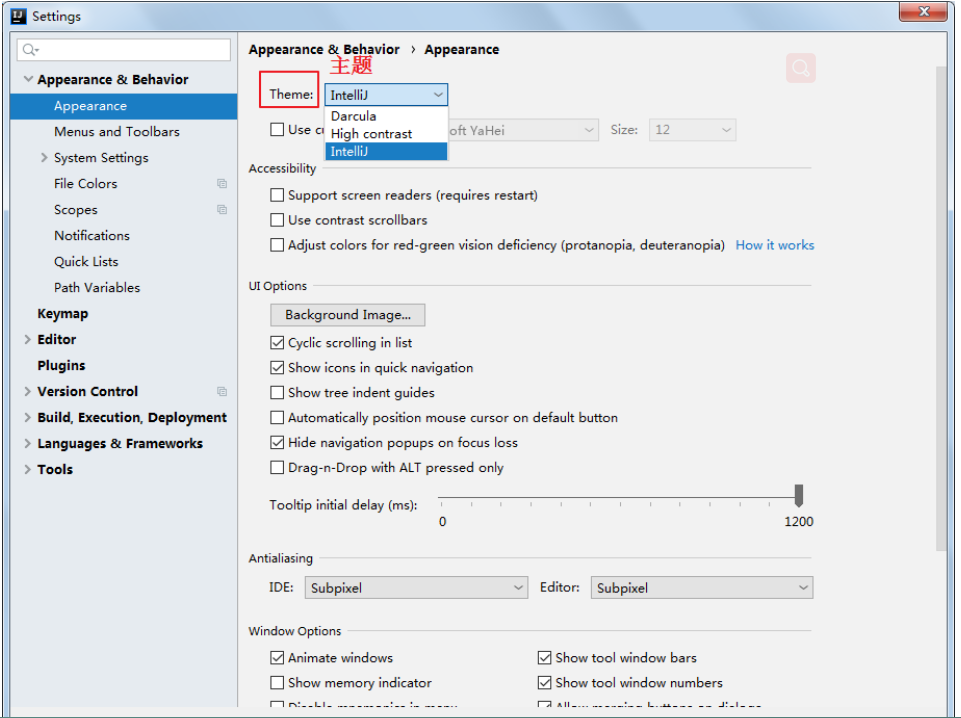 Settings
Appearance & Behavior
Appearance
Menus and Toolbars
System Settings
File Colors
Scopes
Notifications
Quick Lists
Path Variables
Keymap
Editor
Plugins
Version Control
Build, Execution, Deployment
Languages & Frameworks
Tools
Appearance & Behavior › Appearance
主题
Theme: IntelliJ
Darcula
High contrast
IntelliJ
Use YaHei Size: 12
Accessibility
Support screen readers (requires restart)
Use contrast scrollbars
Adjust colors for red-green vision deficiency (protanopia, deuteranopia) How it works
UI Options
Background Image...
Cyclic scrolling in list
Show icons in quick navigation
Show tree indent guides
Automatically position mouse cursor on default button
Hide navigation popups on focus loss
Drag-n-Drop with ALT pressed only
Tooltip initial delay (ms):
0 1200
Antialiasing
IDE: Subpixel Editor: Subpixel
Window Options
Animate windows Show tool window bars
Show memory indicator Show tool window numbers